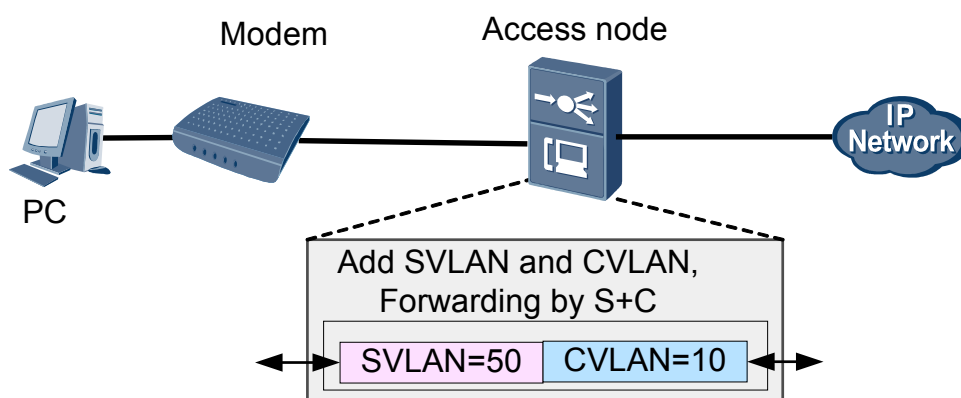 Modem
Access node
PC
IP
Network
Add SVLAN and CVLAN,
Forwarding by S+C
SVLAN=50
CVLAN=10